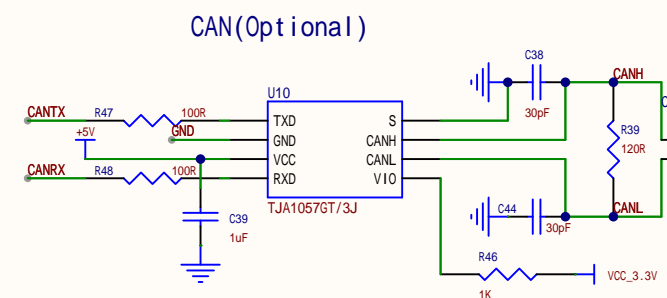 CAN(Optional)
C38
CANH
30pF
U10
CANTX
R47
100R
TXD
S
GND
+5V
GND
CANH
VCC
CANL
R39
120R
CANRX
R48
100R
RXD
VIO
TJA1057GT/3J
C39
1uF
C44
30pF
CANL
R46
1K
VCC_3.3V